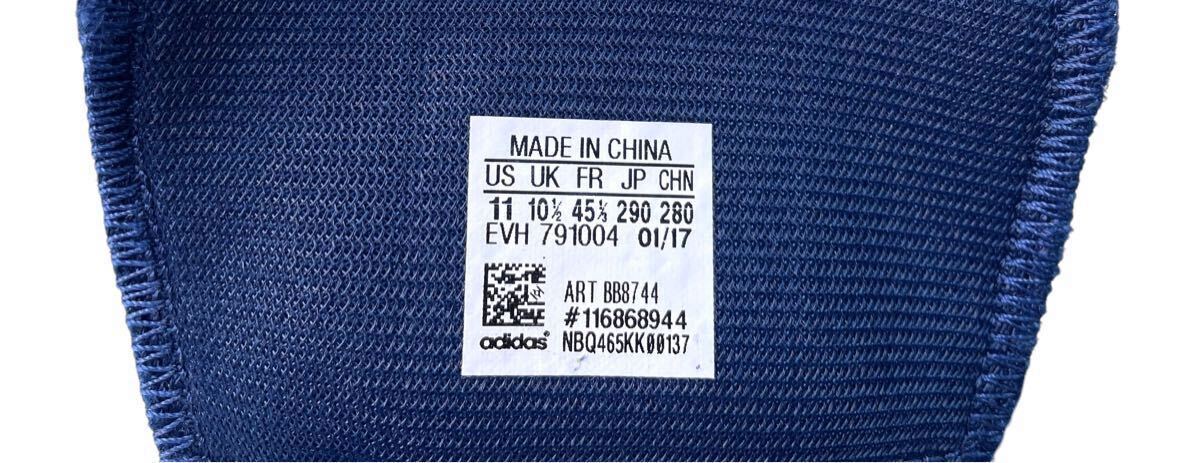 MADE IN CHINA
US UK FR JP CHN
11 10½ 45⅓ 290 280
EVH 791004 01/17
ART BB8744
#116868944
adidas® NBQ465KK00137